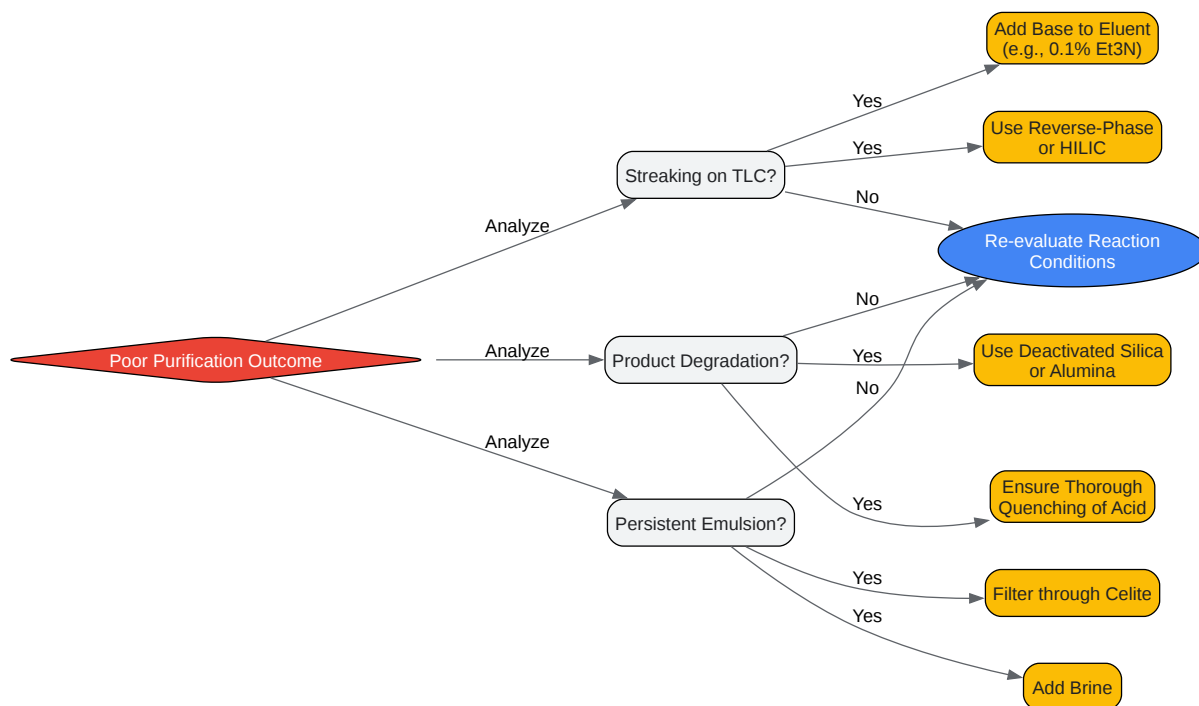 Add Base to Eluent
(e.g., 0.1% Et3N)
Yes
Use Reverse-Phase
or HILIC
Yes
Streaking on TLC?
No
Analyze
Re-evaluate Reaction
Conditions
No
Poor Purification Outcome
Analyze
Product Degradation?
Yes
Use Deactivated Silica
or Alumina
No
Analyze
Ensure Thorough
Quenching of Acid
Yes
Persistent Emulsion?
Yes
Filter through Celite
Yes
Add Brine